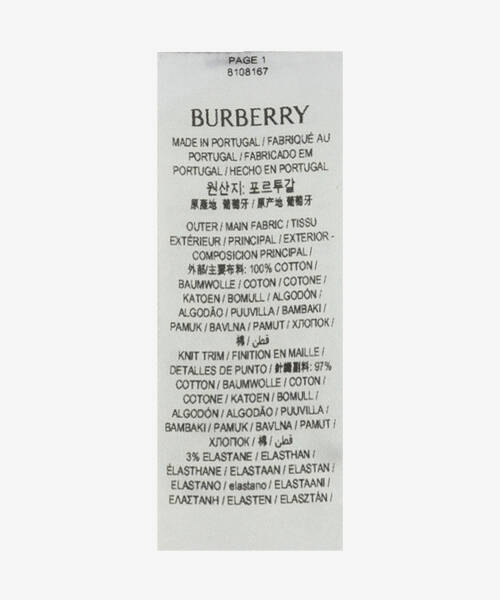 PAGE 1
8108167
BURBERRY
MADE IN PORTUGAL / FABRIQUÉ AU
PORTUGAL / FABRICADO EM
PORTUGAL / HECHO EN PORTUGAL
원산지: 포르투갈
原產地 葡萄牙 / 原产地 葡萄牙
OUTER / MAIN FABRIC / TISSU
EXTÉRIEUR / PRINCIPAL / EXTERIOR -
COMPOSICION PRINCIPAL /
外部/主要布料: 100% COTTON /
BAUMWOLLE / COTON / COTONE /
KATOEN / BOMULL / ALGODÓN /
ALGODÃO / PUUVILLA / BAMBAKI /
PAMUK / BAVLNA / PAMUT / ХЛОПОК /
棉 / قطن /
KNIT TRIM / FINITION EN MAILLE /
DETALLES DE PUNTO / 針織副料: 97%
COTTON / BAUMWOLLE / COTON /
COTONE / KATOEN / BOMULL /
ALGODÓN / ALGODÃO / PUUVILLA /
BAMBAKI / PAMUK / BAVLNA / PAMUT /
ХЛОПОК / 棉 / قطن
3% ELASTANE / ELASTHAN /
ÉLASTHANE / ELASTAAN / ELASTAN /
ELASTANO / elastano / ELASTAANI /
ΕΛΑΣΤΑΝΗ / ELASTEN / ELASZTÁN /